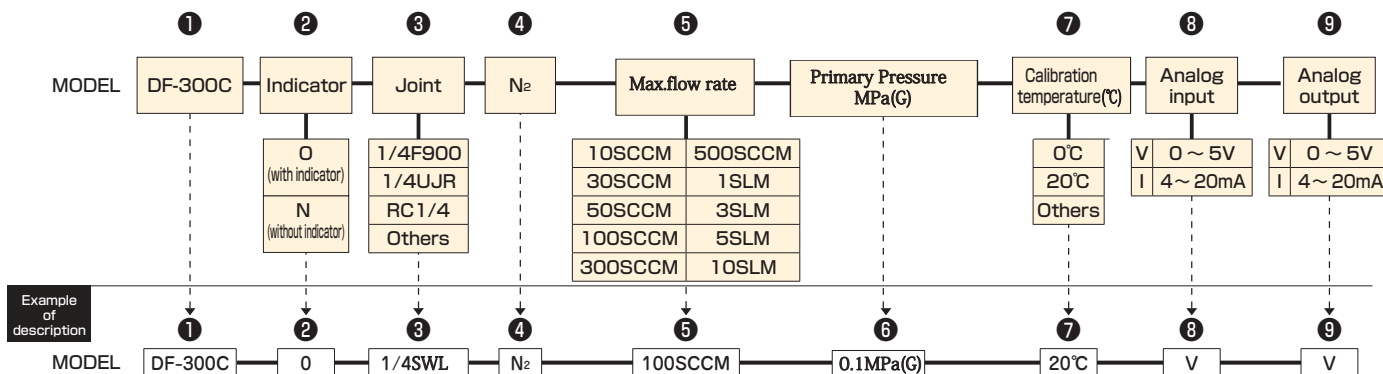 ❶ ❷ ❸ ❹ ❺ ❼ ❽ ❾
MODEL DF-300C Indicator Joint N2 Max.flow rate Primary Pressure MPa(G) Calibration temperature(℃) Analog input Analog output
O (with indicator)
N (without indicator)
1/4F900
1/4UJR
RC1/4
Others
10SCCM 500SCCM
30SCCM 1SLM
50SCCM 3SLM
100SCCM 5SLM
300SCCM 10SLM
0℃
20℃
Others
V 0～5V
I 4～20mA
V 0～5V
I 4～20mA
Example
of
description
❶ ❷ ❸ ❹ ❺ ❻ ❼ ❽ ❾
MODEL DF-300C 0 1/4SWL N2 100SCCM 0.1MPa(G) 20℃ V V